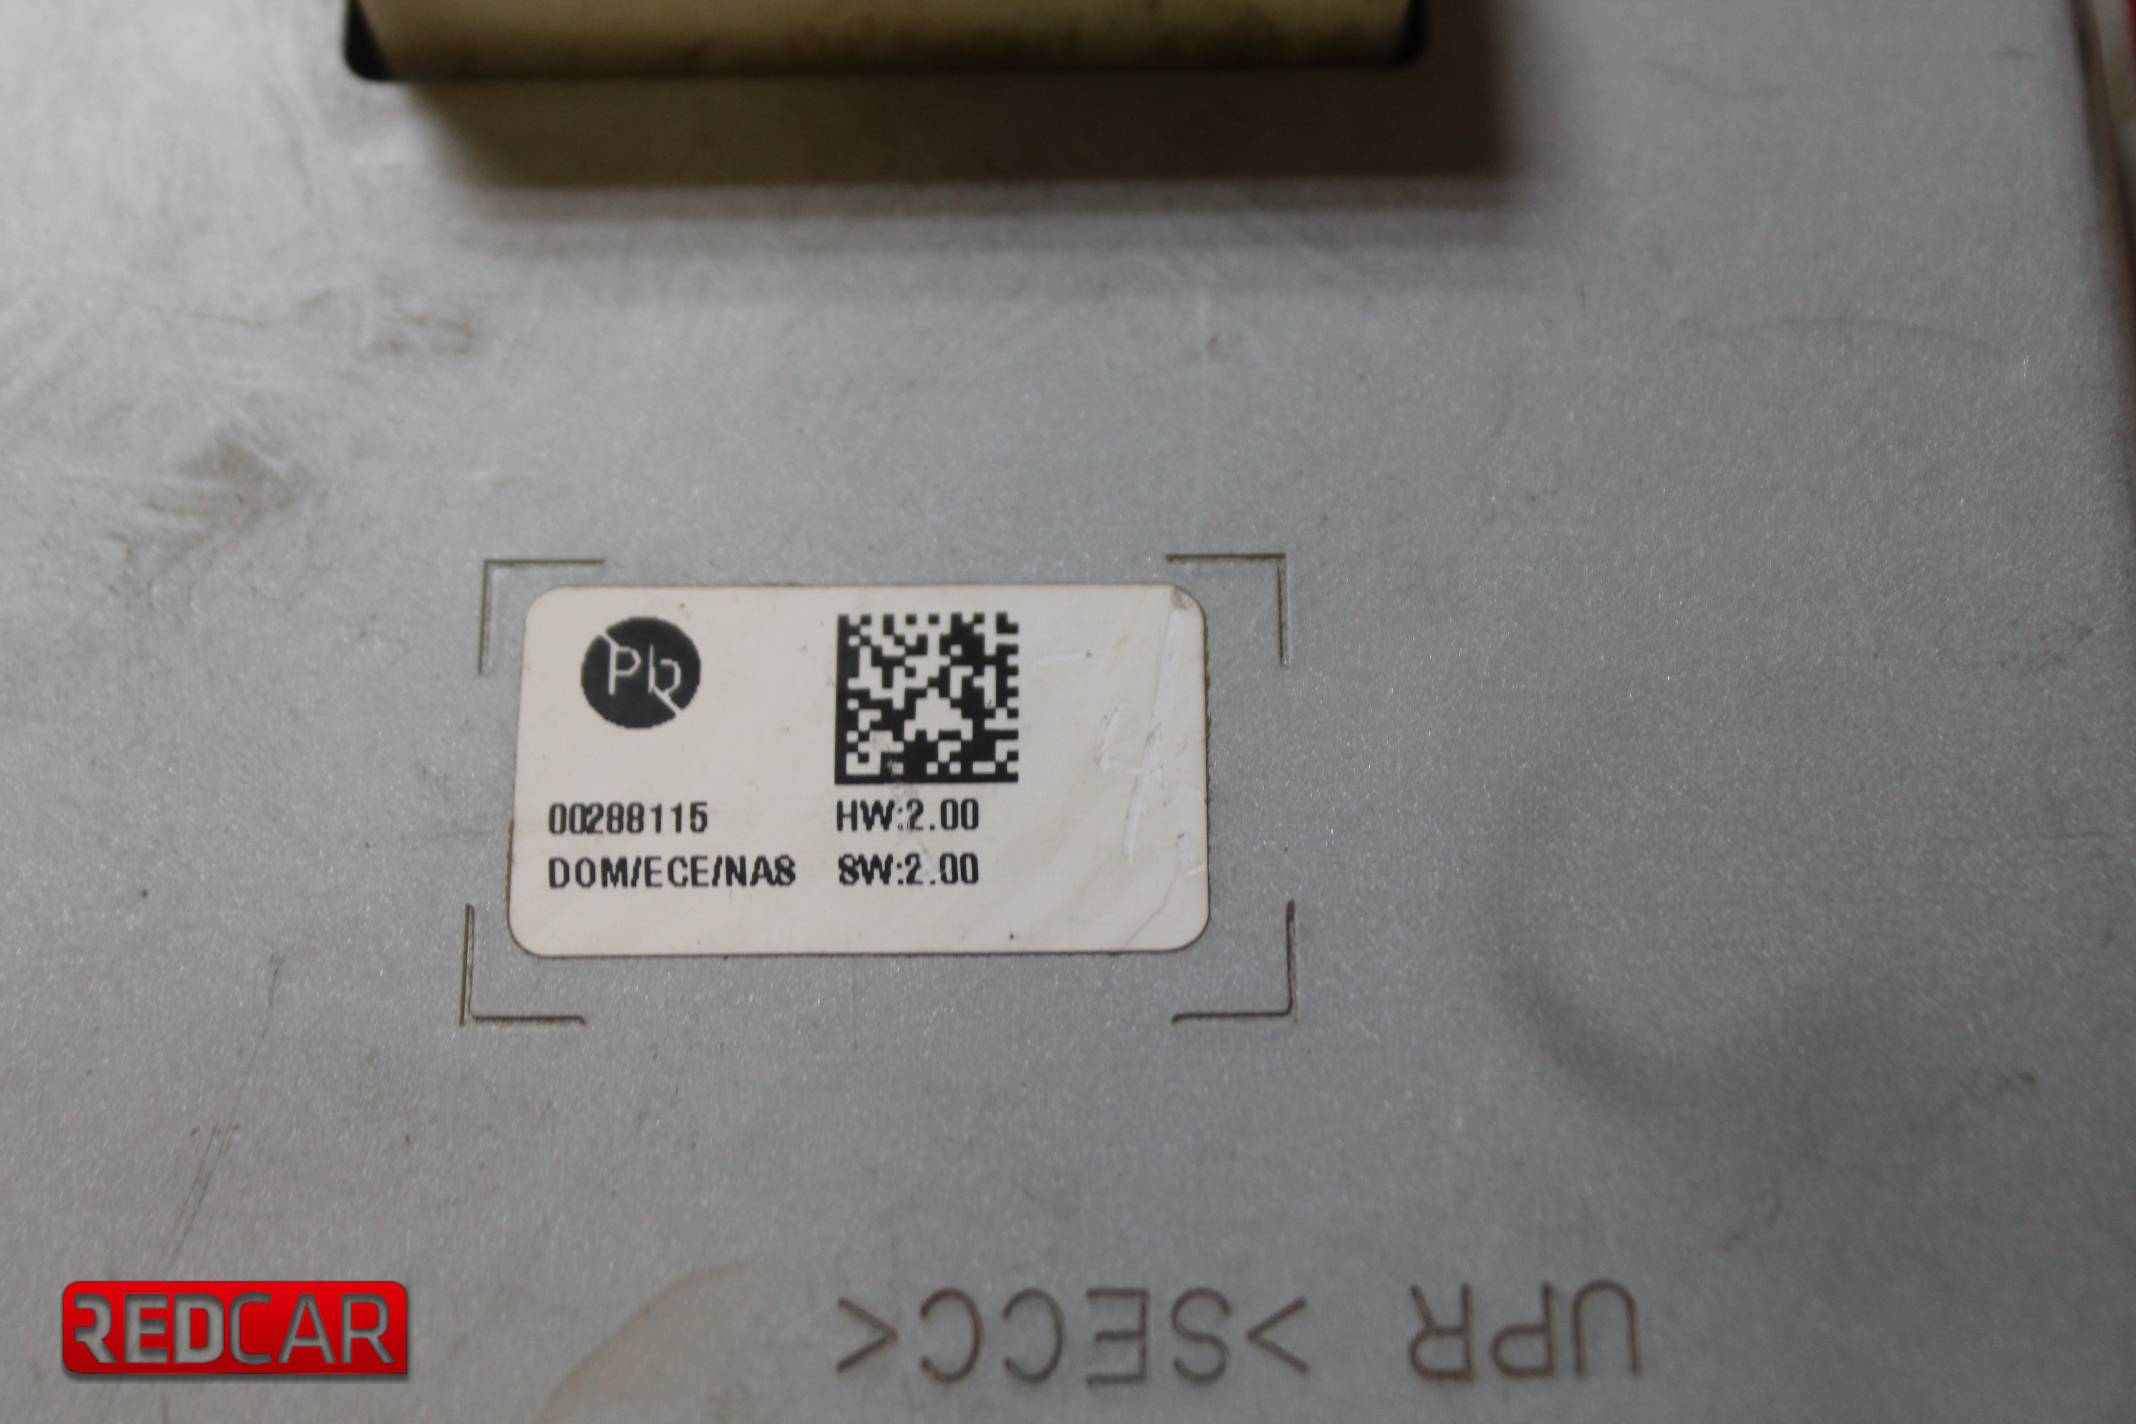 Pb
00288115
HW:2.00
DOM/ECE/NAS
SW:2.00
UPR >SECC<
REDCAR